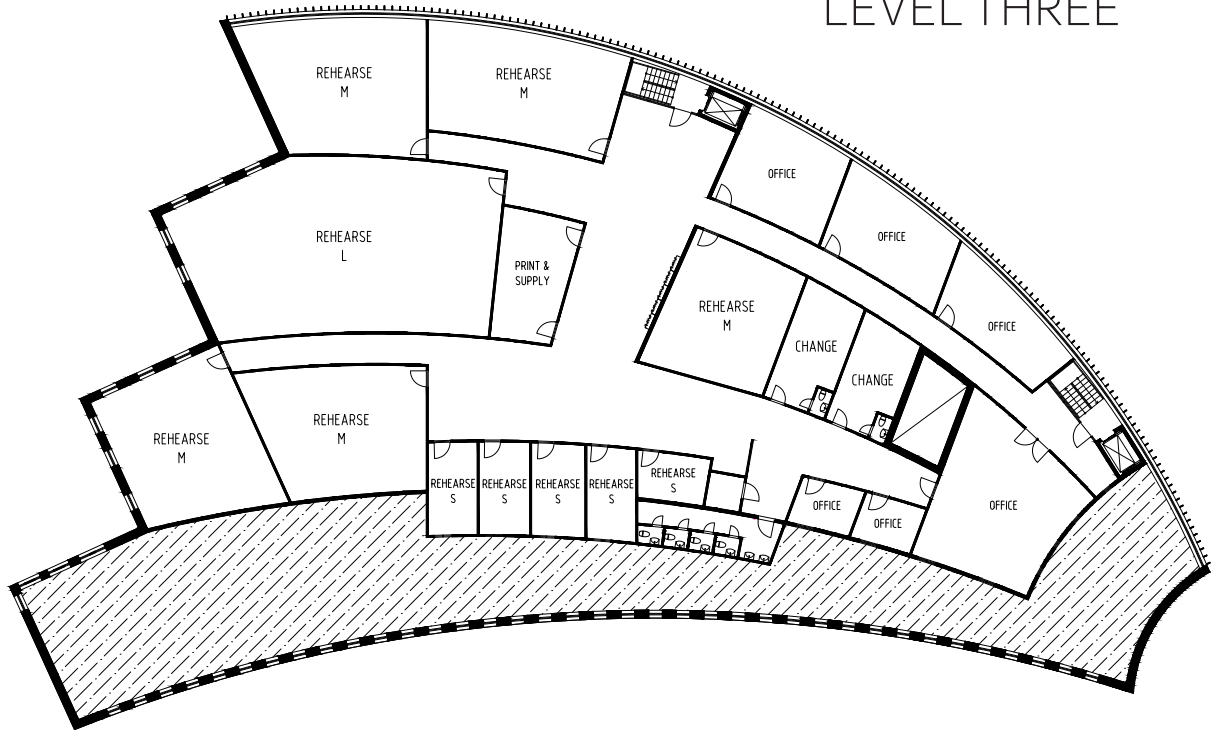 LEVEL THREE
REHEARSE
M
REHEARSE
M
OFFICE
OFFICE
REHEARSE
L
PRINT &
SUPPLY
REHEARSE
M
OFFICE
CHANGE
CHANGE
REHEARSE
M
REHEARSE
M
REHEARSE
S
REHEARSE
S
REHEARSE
S
REHEARSE
S
REHEARSE
S
OFFICE
OFFICE
OFFICE